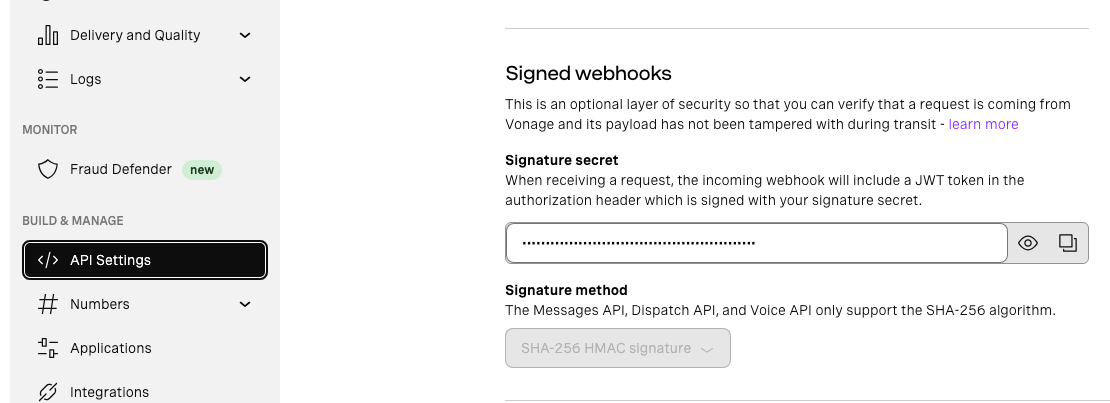 Delivery and Quality
Logs
MONITOR
Fraud Defender new
BUILD & MANAGE
API Settings
Numbers
Applications
Integrations
Signed webhooks
This is an optional layer of security so that you can verify that a request is coming from
Vonage and its payload has not been tampered with during transit - learn more
Signature secret
When receiving a request, the incoming webhook will include a JWT token in the
authorization header which is signed with your signature secret.
Signature method
The Messages API, Dispatch API, and Voice API only support the SHA-256 algorithm.
SHA-256 HMAC signature